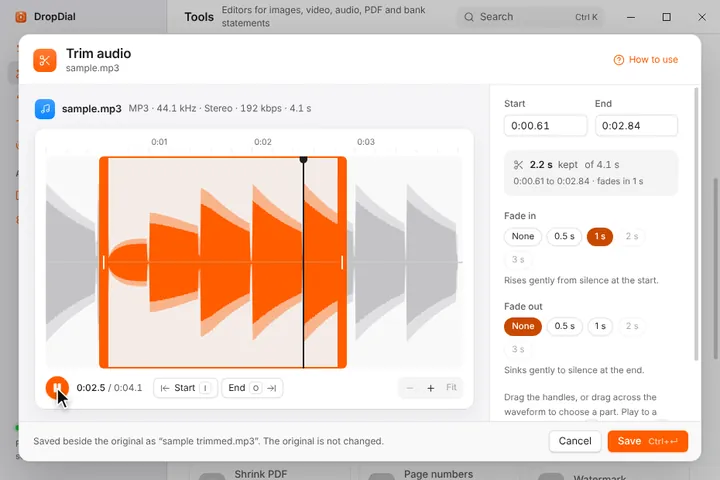 DropDial
Tools
Editors for images, video, audio, PDF and bank
statements
Search
Ctrl K
Trim audio
sample.mp3
How to use
sample.mp3 MP3 · 44.1 kHz · Stereo · 192 kbps · 4.1 s
0:01 0:02 0:03
0:02.5 / 0:04.1
Start I
End O
Fit
Start End
0:00.61 0:02.84
2.2 s kept of 4.1 s
0:00.61 to 0:02.84 · fades in 1 s
Fade in
None 0.5 s 1 s 2 s
3 s
Rises gently from silence at the start.
Fade out
None 0.5 s 1 s 2 s
3 s
Sinks gently to silence at the end.
Drag the handles, or drag across the
waveform to choose a part. Play to a
Saved beside the original as “sample trimmed.mp3”. The original is not changed.
Cancel
Save Ctrl+↵
Shrink PDF
Page numbers
Watermark